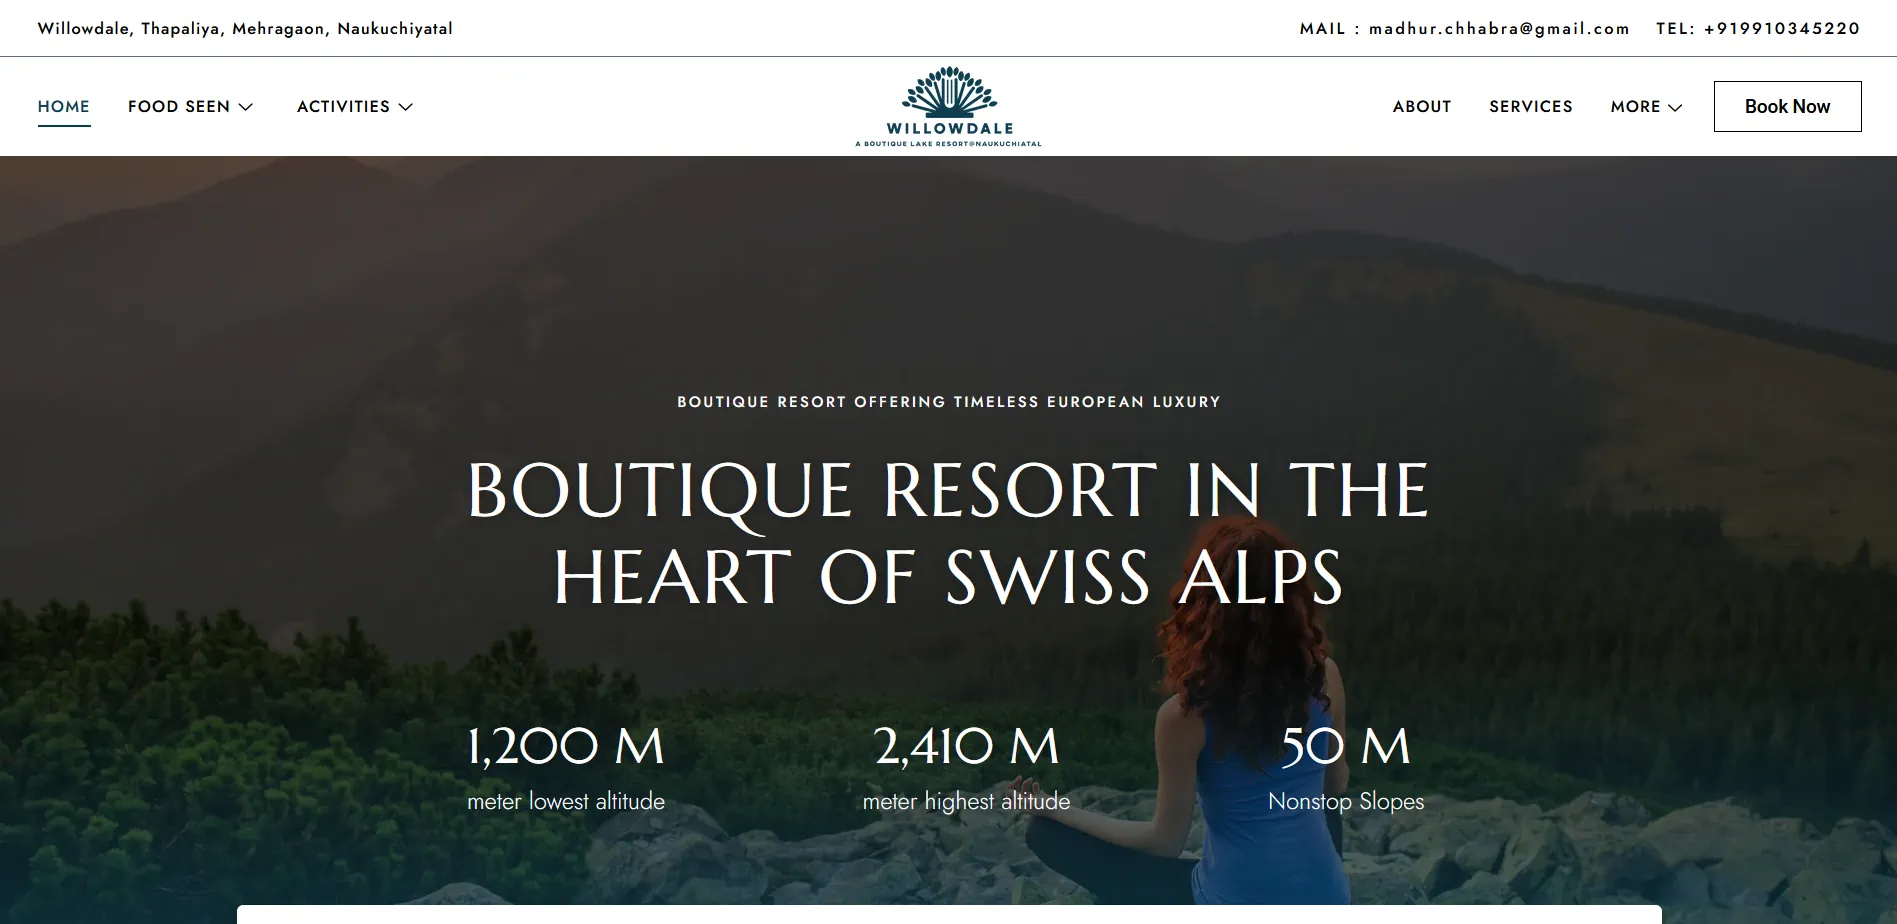 Willowdale, Thapaliya, Mehragaon, Naukuchiyatal
MAIL : madhur.chhabra@gmail.com TEL: +919910345220
HOME FOOD SEEN ACTIVITIES
WILLOWDALE
A BOUTIQUE LAKE RESORT@NAUKUCHIATAL
ABOUT SERVICES MORE Book Now
BOUTIQUE RESORT OFFERING TIMELESS EUROPEAN LUXURY
BOUTIQUE RESORT IN THE
HEART OF SWISS ALPS
1,200 M
meter lowest altitude
2,410 M
meter highest altitude
50 M
Nonstop Slopes